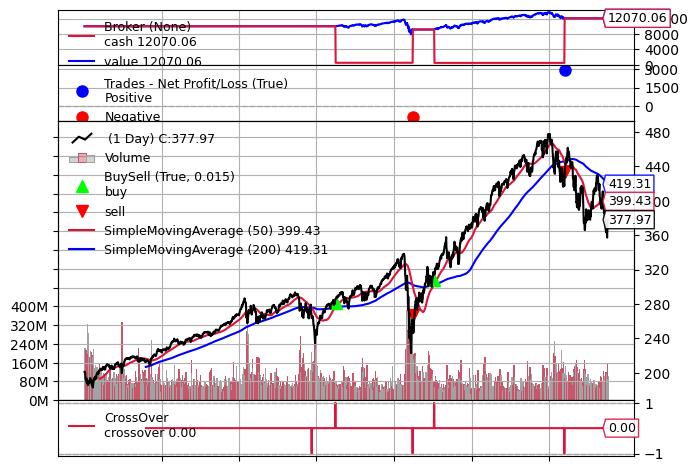 Broker (None)
cash 12070.06
value 12070.06
12070.06
8000
4000
0
Trades - Net Profit/Loss (True)
Positive
Negative
3000
1500
0
(1 Day) C:377.97
Volume
BuySell (True, 0.015)
buy
sell
SimpleMovingAverage (50) 399.43
SimpleMovingAverage (200) 419.31
480
440
419.31
399.43
377.97
360
320
280
240
200
400M
320M
240M
160M
80M
0M
CrossOver
crossover 0.00
1
0.00
−1